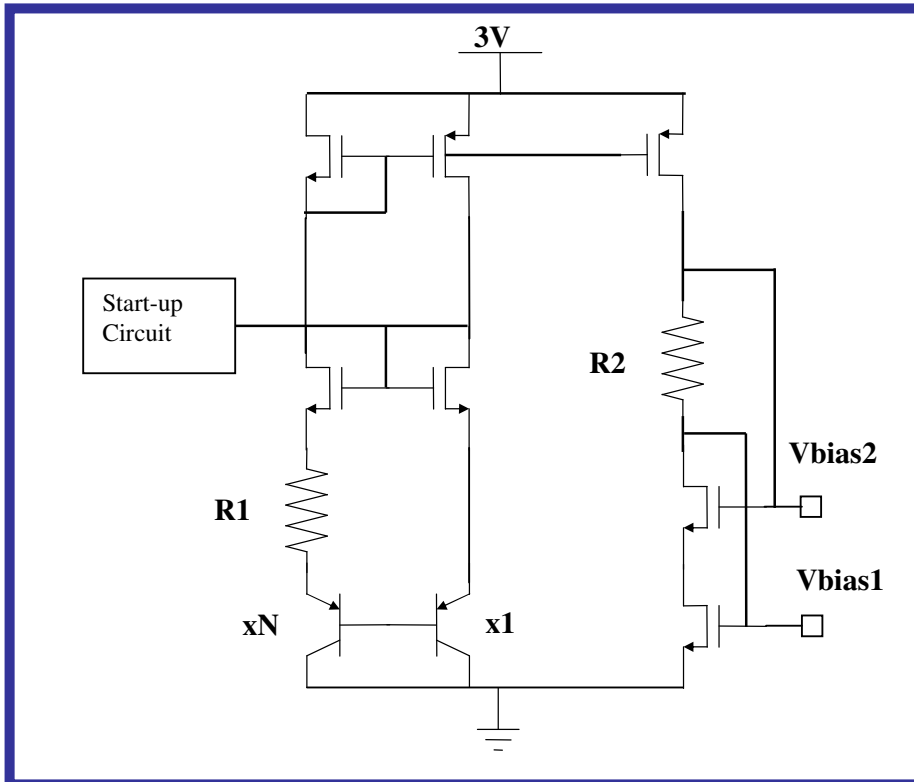 3V
Start-up
Circuit
R2
Vbias2
R1
Vbias1
xN
x1